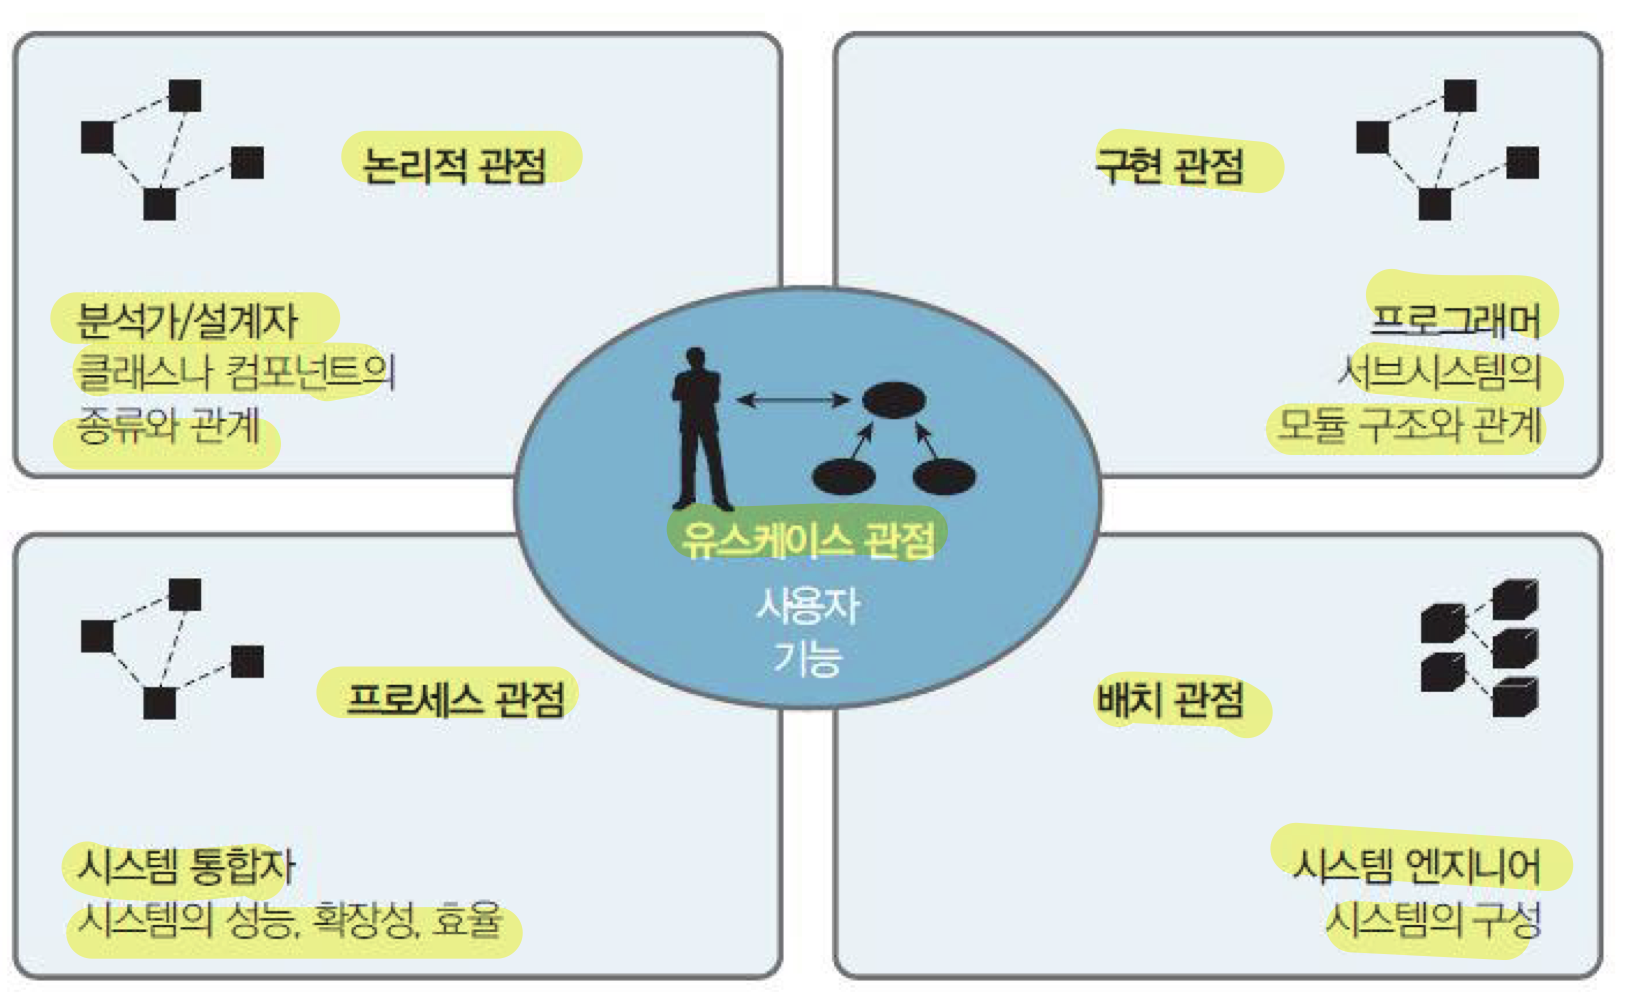 논리적 관점
분석가/설계자
클래스나 컴포넌트의
종류와 관계
구현 관점
프로그래머
서브시스템의
모듈 구조와 관계
유스케이스 관점
사용자
기능
프로세스 관점
시스템 통합자
시스템의 성능, 확장성, 효율
배치 관점
시스템 엔지니어
시스템의 구성